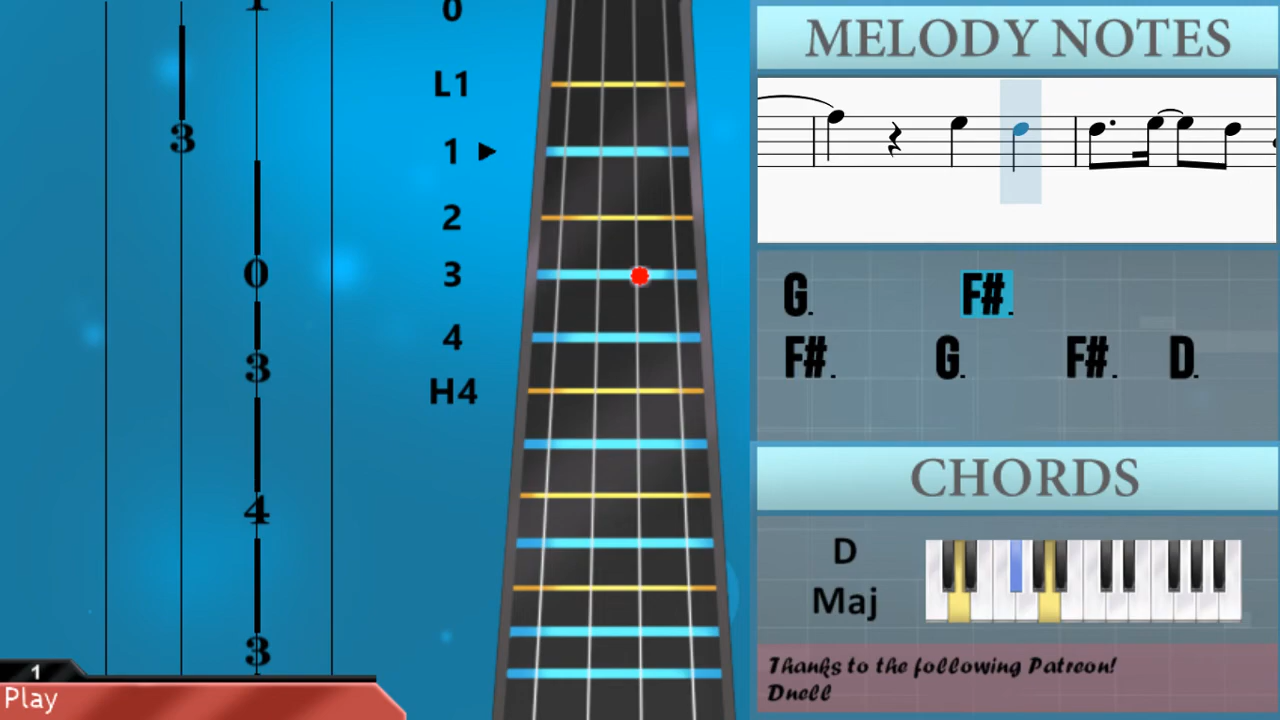 1
3
0
3
4
3
1
Play
0
L1
1
2
3
4
H4
MELODY NOTES
G. F#.
F#. G. F#. D.
CHORDS
D
Maj
Thanks to the following Patreon!
Dnell